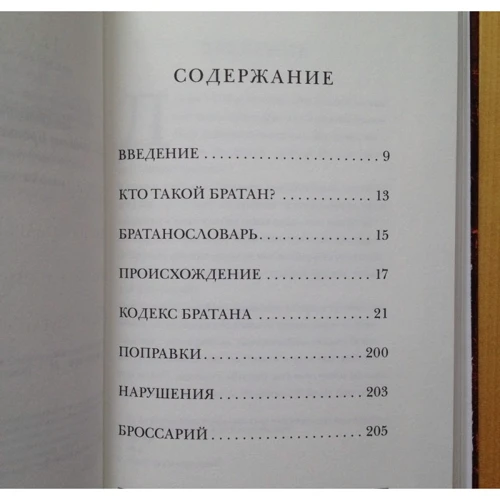 СОДЕРЖАНИЕ
ВВЕДЕНИЕ . . . . . . . . . . . . . . . . . . . . . . . 9
КТО ТАКОЙ БРАТАН? . . . . . . . . . . . . 13
БРАТАНОСЛОВАРЬ. . . . . . . . . . . . . . . 15
ПРОИСХОЖДЕНИЕ . . . . . . . . . . . . . . 17
КОДЕКС БРАТАНА . . . . . . . . . . . . . . . 21
ПОПРАВКИ. . . . . . . . . . . . . . . . . . . . . 200
НАРУШЕНИЯ . . . . . . . . . . . . . . . . . . . 203
БРОССАРИЙ . . . . . . . . . . . . . . . . . . . . 205